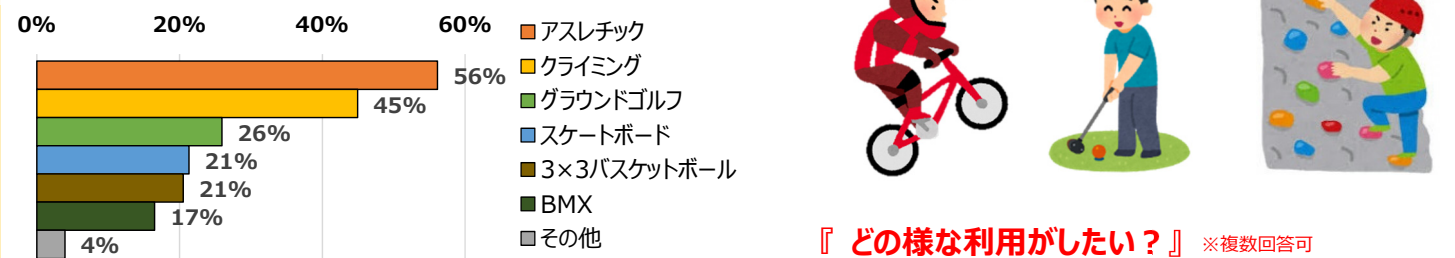 0% 20% 40% 60%
アスレチック
クライミング
グラウンドゴルフ
スケートボード
3×3バスケットボール
BMX
その他
56%
45%
26%
21%
21%
17%
4%
『 どの様な利用がしたい？』 ※複数回答可